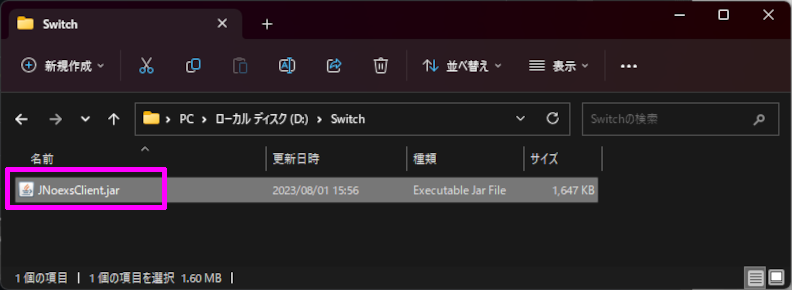 Switch
新規作成
並べ替え
表示
PC > ローカル ディスク (D:) > Switch
Switchの検索
名前 更新日時 種類 サイズ
JNoexsClient.jar 2023/08/01 15:56 Executable Jar File 1,647 KB
1 個の項目 | 1 個の項目を選択 1.60 MB |